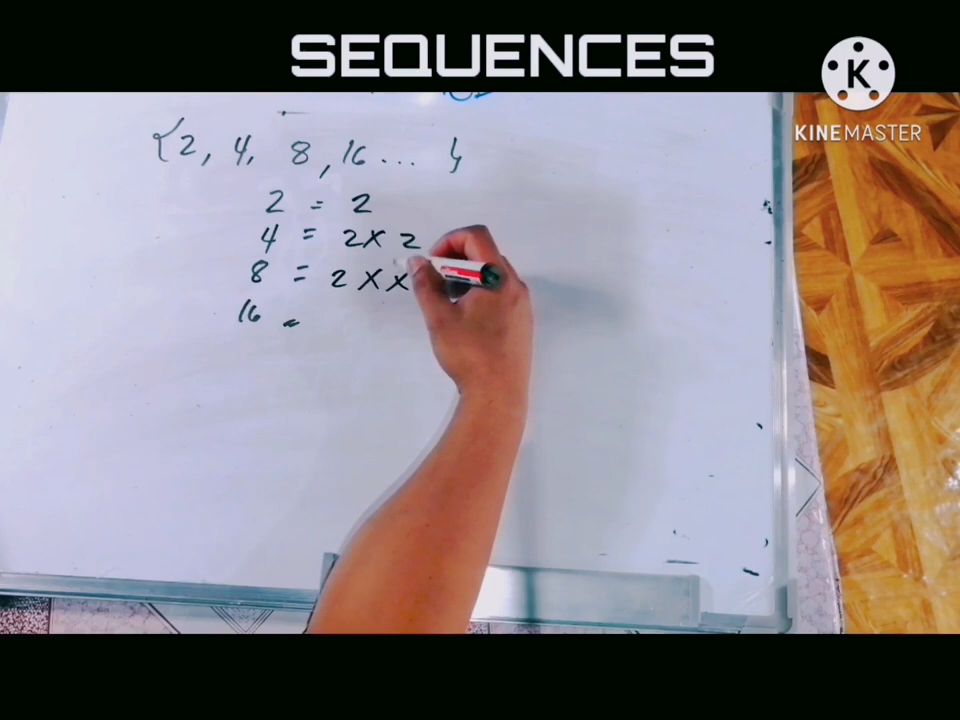 SEQUENCES
KINEMASTER
{2, 4, 8, 16 .... }
2 = 2
4 = 2 x 2
8 = 2 x x
16 =